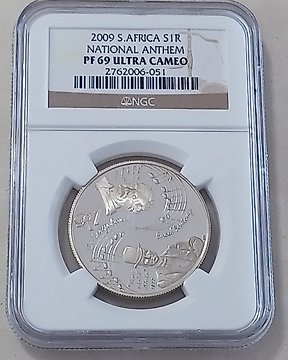 2009 S.AFRICA S1R
NATIONAL ANTHEM
PF 69 ULTRA CAMEO
2762006-051
NGC